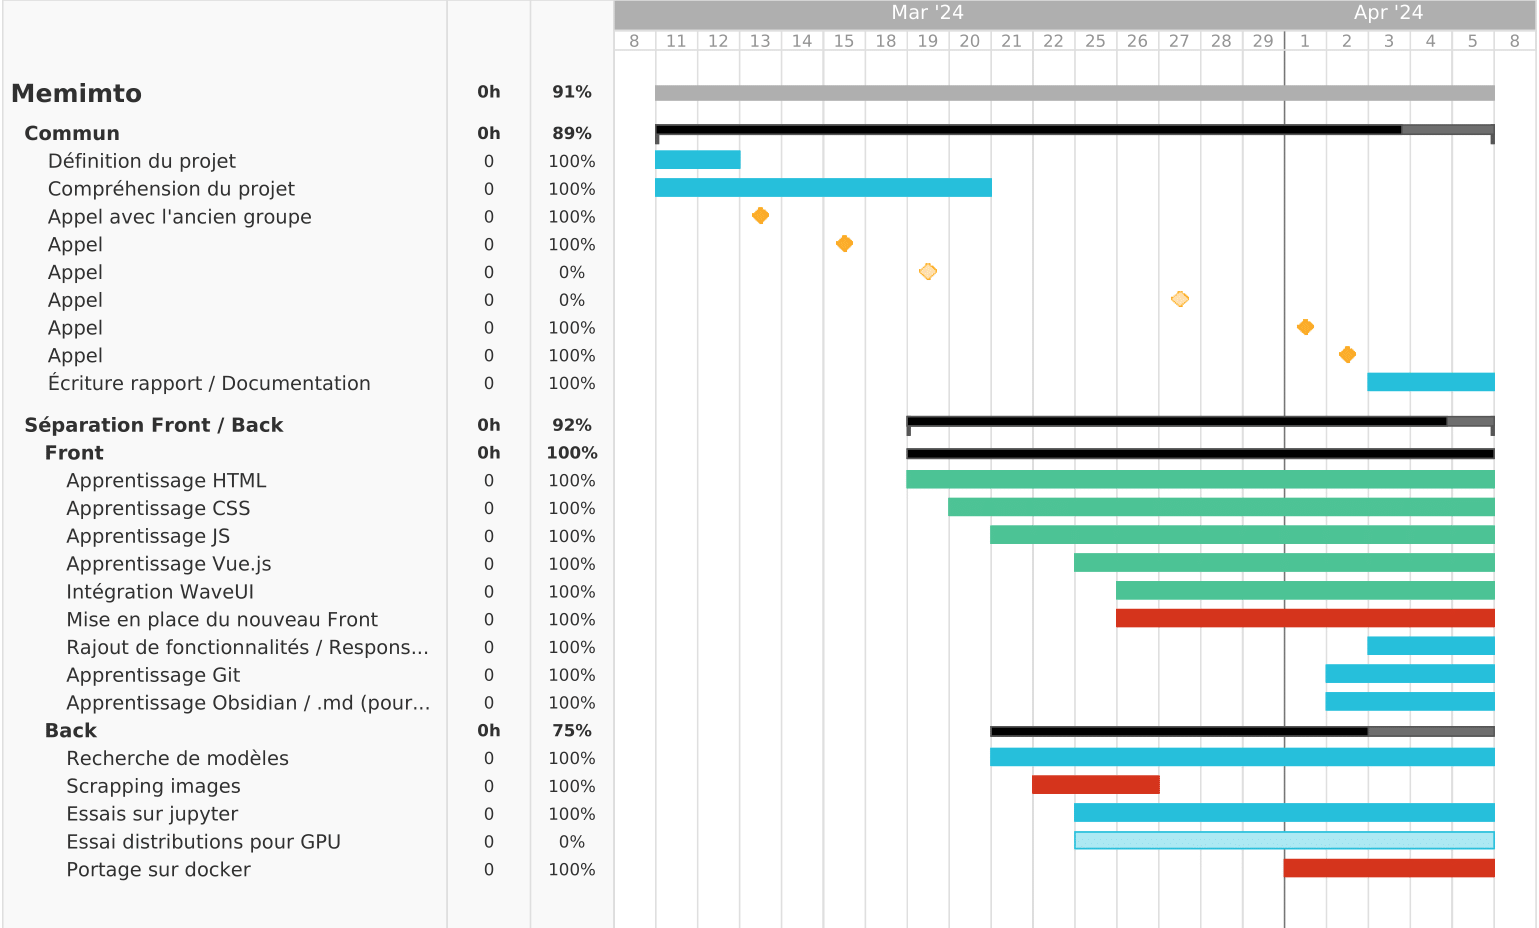 Mar '24 Apr '24
8 11 12 13 14 15 18 19 20 21 22 25 26 27 28 29 1 2 3 4 5 8
Memimto 0h 91%
Commun 0h 89%
Définition du projet 0 100%
Compréhension du projet 0 100%
Appel avec l'ancien groupe 0 100%
Appel 0 100%
Appel 0 0%
Appel 0 0%
Appel 0 100%
Appel 0 100%
Écriture rapport / Documentation 0 100%
Séparation Front / Back 0h 92%
Front 0h 100%
Apprentissage HTML 0 100%
Apprentissage CSS 0 100%
Apprentissage JS 0 100%
Apprentissage Vue.js 0 100%
Intégration WaveUI 0 100%
Mise en place du nouveau Front 0 100%
Rajout de fonctionnalités / Respons... 0 100%
Apprentissage Git 0 100%
Apprentissage Obsidian / .md (pour... 0 100%
Back 0h 75%
Recherche de modèles 0 100%
Scrapping images 0 100%
Essais sur jupyter 0 100%
Essai distributions pour GPU 0 0%
Portage sur docker 0 100%